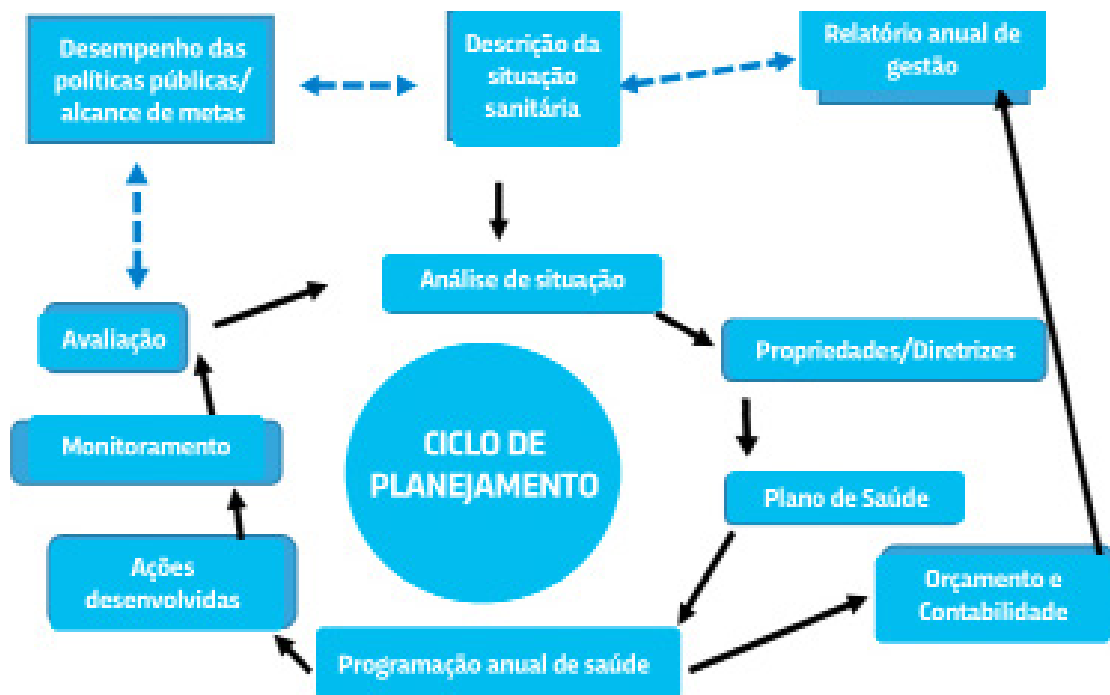 Desempenho das
políticas públicas/
alcance de metas
Descrição da
situação
sanitária
Relatório anual de
gestão
Análise de situação
Avaliação
Propriedades/Diretrizes
Monitoramento
CICLO DE
PLANEJAMENTO
Plano de Saúde
Ações
desenvolvidas
Orçamento e
Contabilidade
Programação anual de saúde